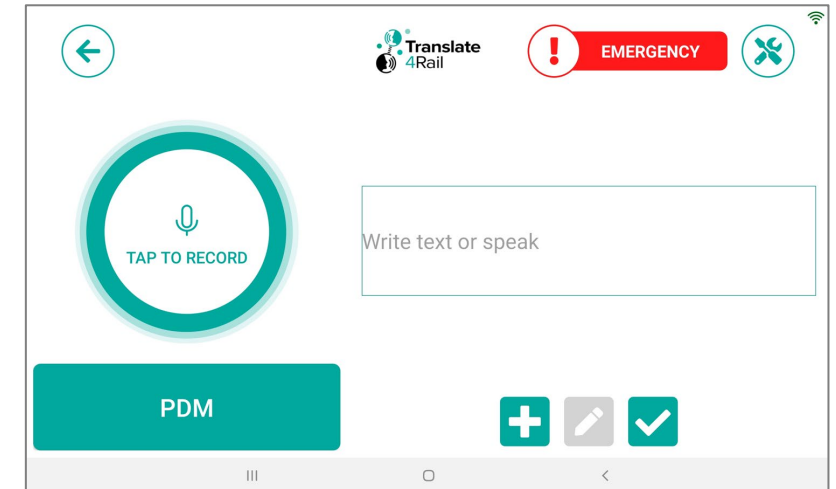 Translate
4Rail
EMERGENCY
TAP TO RECORD
Write text or speak
PDM